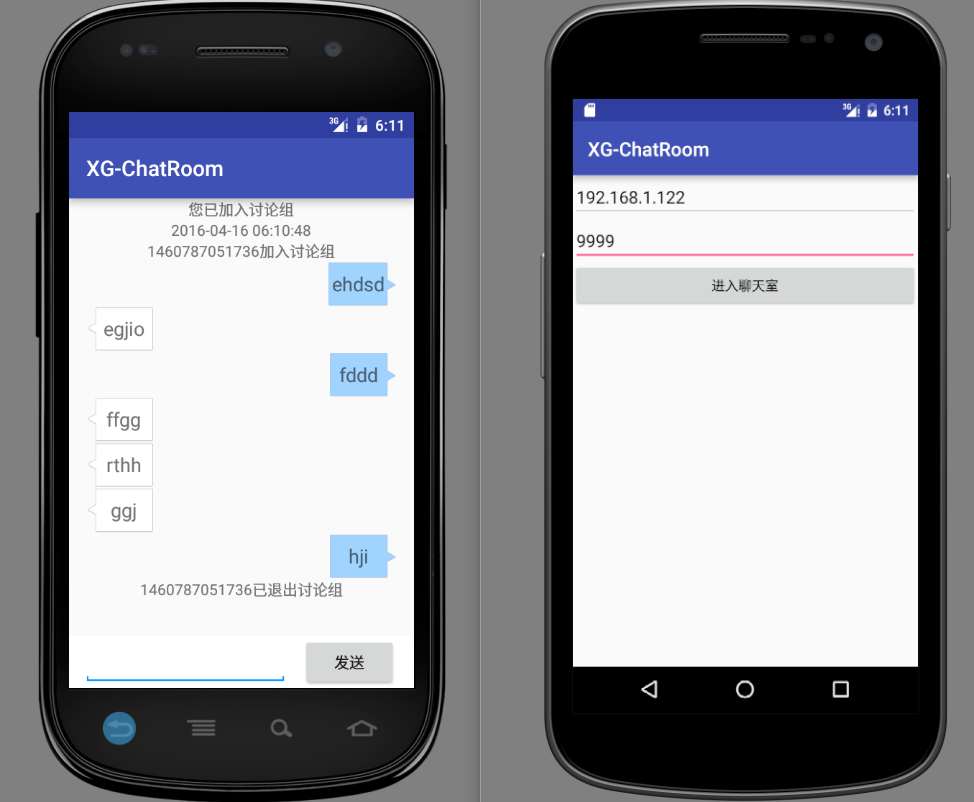 3G 6:11
XG-ChatRoom
您已加入讨论组
2016-04-16 06:10:48
1460787051736加入讨论组
ehdsd
egjio
fddd
ffgg
rthh
ggj
hji
1460787051736已退出讨论组
发送
3G 6:11
XG-ChatRoom
192.168.1.122
9999
进入聊天室